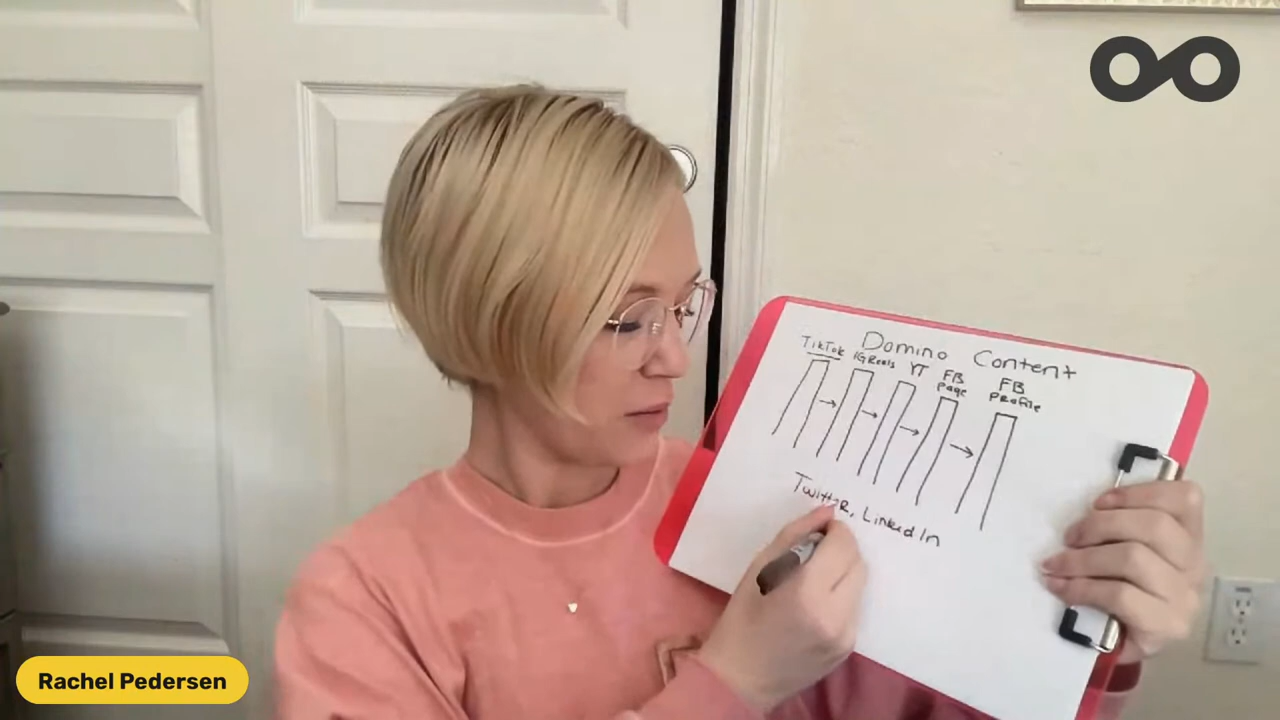 Domino Content
TikTok IG Reels YT FB Page FB Profile
Twitter, LinkedIn
Rachel Pedersen